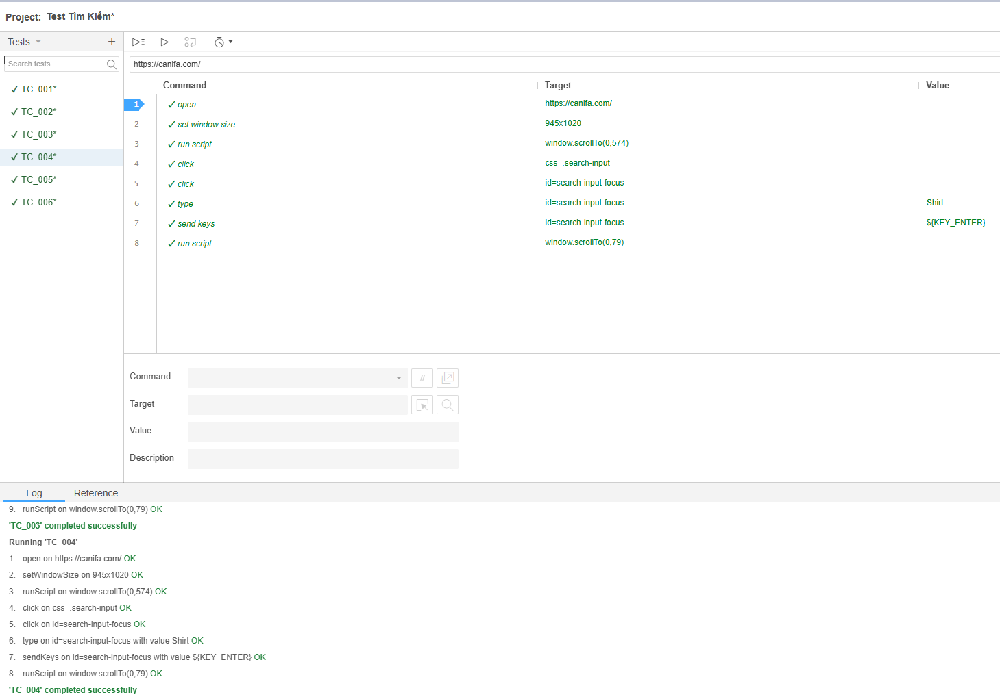 Project: Test Tìm Kiếm*
Tests
Search tests...
✓ TC_001*
✓ TC_002*
✓ TC_003*
✓ TC_004*
✓ TC_005*
✓ TC_006*
https://canifa.com/
Command Target Value
1 ✓ open https://canifa.com/
2 ✓ set window size 945x1020
3 ✓ run script window.scrollTo(0,574)
4 ✓ click css=.search-input
5 ✓ click id=search-input-focus
6 ✓ type id=search-input-focus Shirt
7 ✓ send keys id=search-input-focus ${KEY_ENTER}
8 ✓ run script window.scrollTo(0,79)
Command //
Target
Value
Description
Log Reference
9. runScript on window.scrollTo(0,79) OK
'TC_003' completed successfully
Running 'TC_004'
1. open on https://canifa.com/ OK
2. setWindowSize on 945x1020 OK
3. runScript on window.scrollTo(0,574) OK
4. click on css=.search-input OK
5. click on id=search-input-focus OK
6. type on id=search-input-focus with value Shirt OK
7. sendKeys on id=search-input-focus with value ${KEY_ENTER} OK
8. runScript on window.scrollTo(0,79) OK
'TC_004' completed successfully